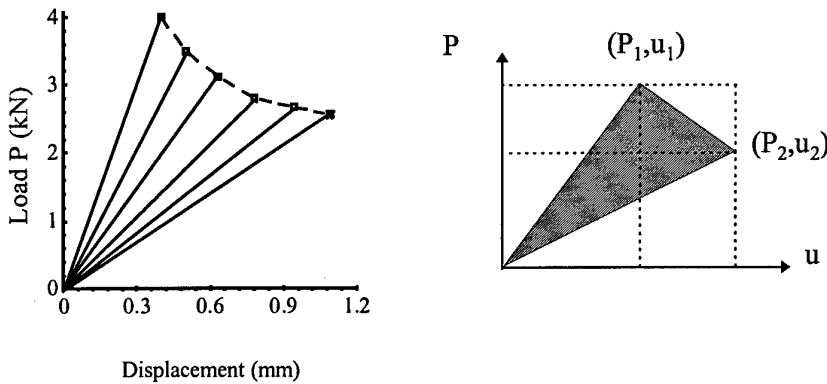 4
3
2
1
0
Load P (kN)
0
0.3
0.6
0.9
1.2
Displacement (mm)
P
(P₁,u₁)
(P₂,u₂)
u